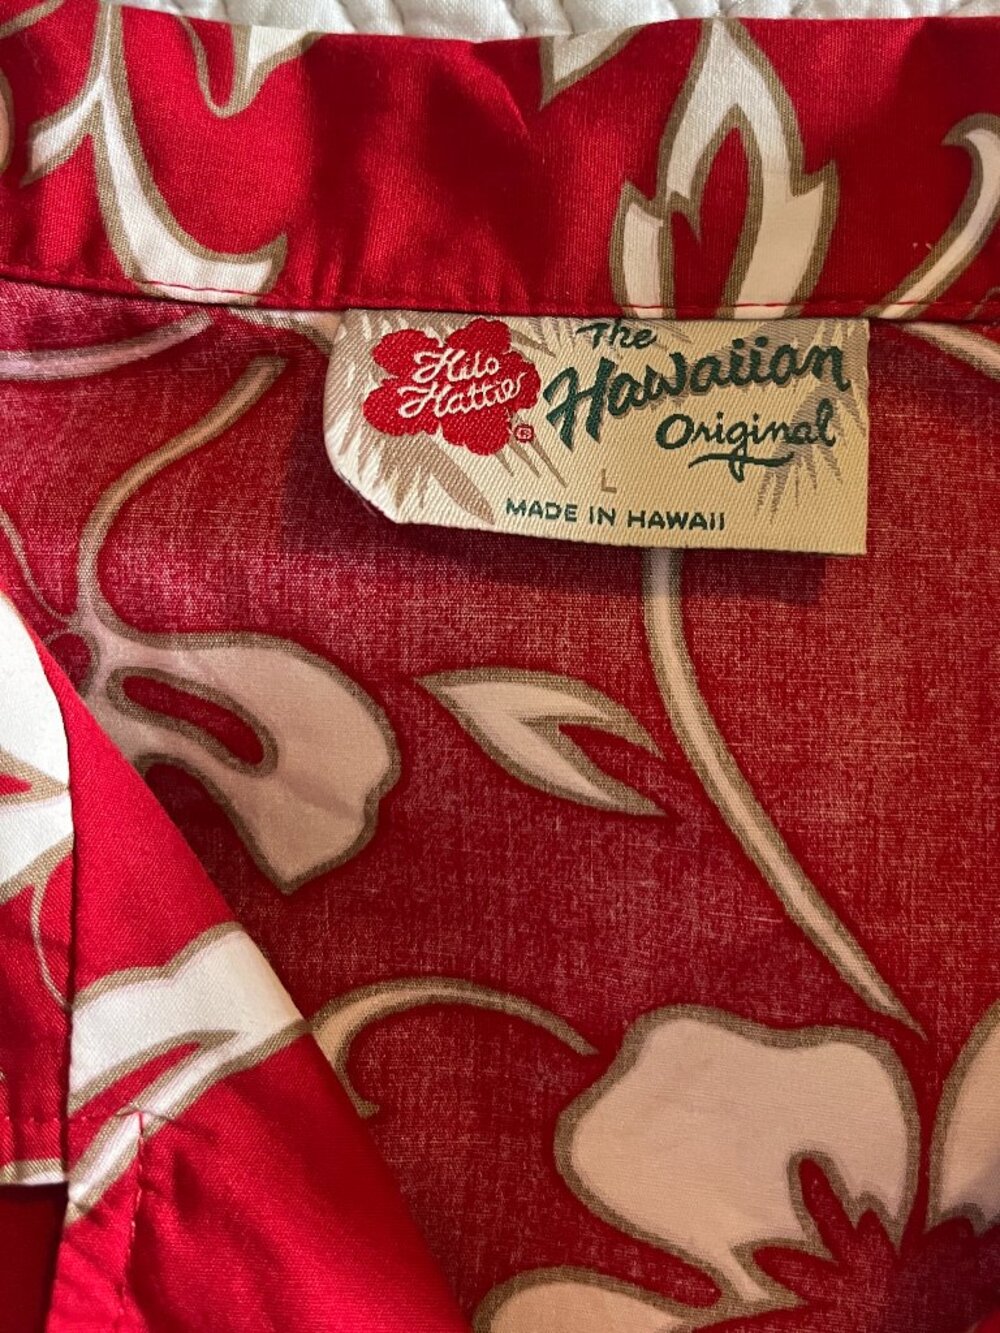 Hilo
Hattie
®
The
Hawaiian
Original
L
MADE IN HAWAII